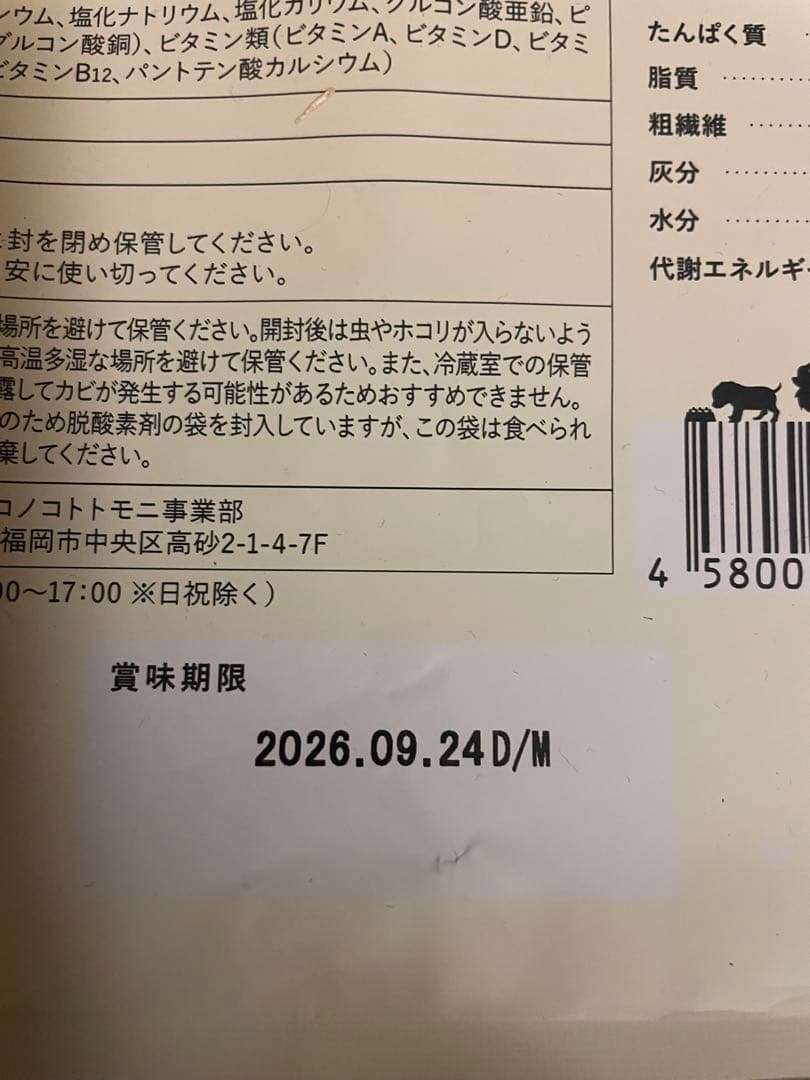 シウム、塩化ナトリウム、塩化カリウム、グルコン酸亜鉛、ピ
グルコン酸銅）、ビタミン類（ビタミンA、ビタミンD、ビタミ
ビタミンB12、パントテン酸カルシウム）
封を閉め保管してください。
安に使い切ってください。
場所を避けて保管ください。開封後は虫やホコリが入らないよう
高温多湿な場所を避けて保管ください。また、冷蔵室での保管
露してカビが発生する可能性があるためおすすめできません。
のため脱酸素剤の袋を封入していますが、この袋は食べられ
棄してください。
コノコトトモニ事業部
福岡市中央区高砂2-1-4-7F
00〜17:00 ※日祝除く）
たんぱく質
脂質
粗繊維
灰分
水分
代謝エネルギー
4 5800
賞味期限
2026.09.24D/M